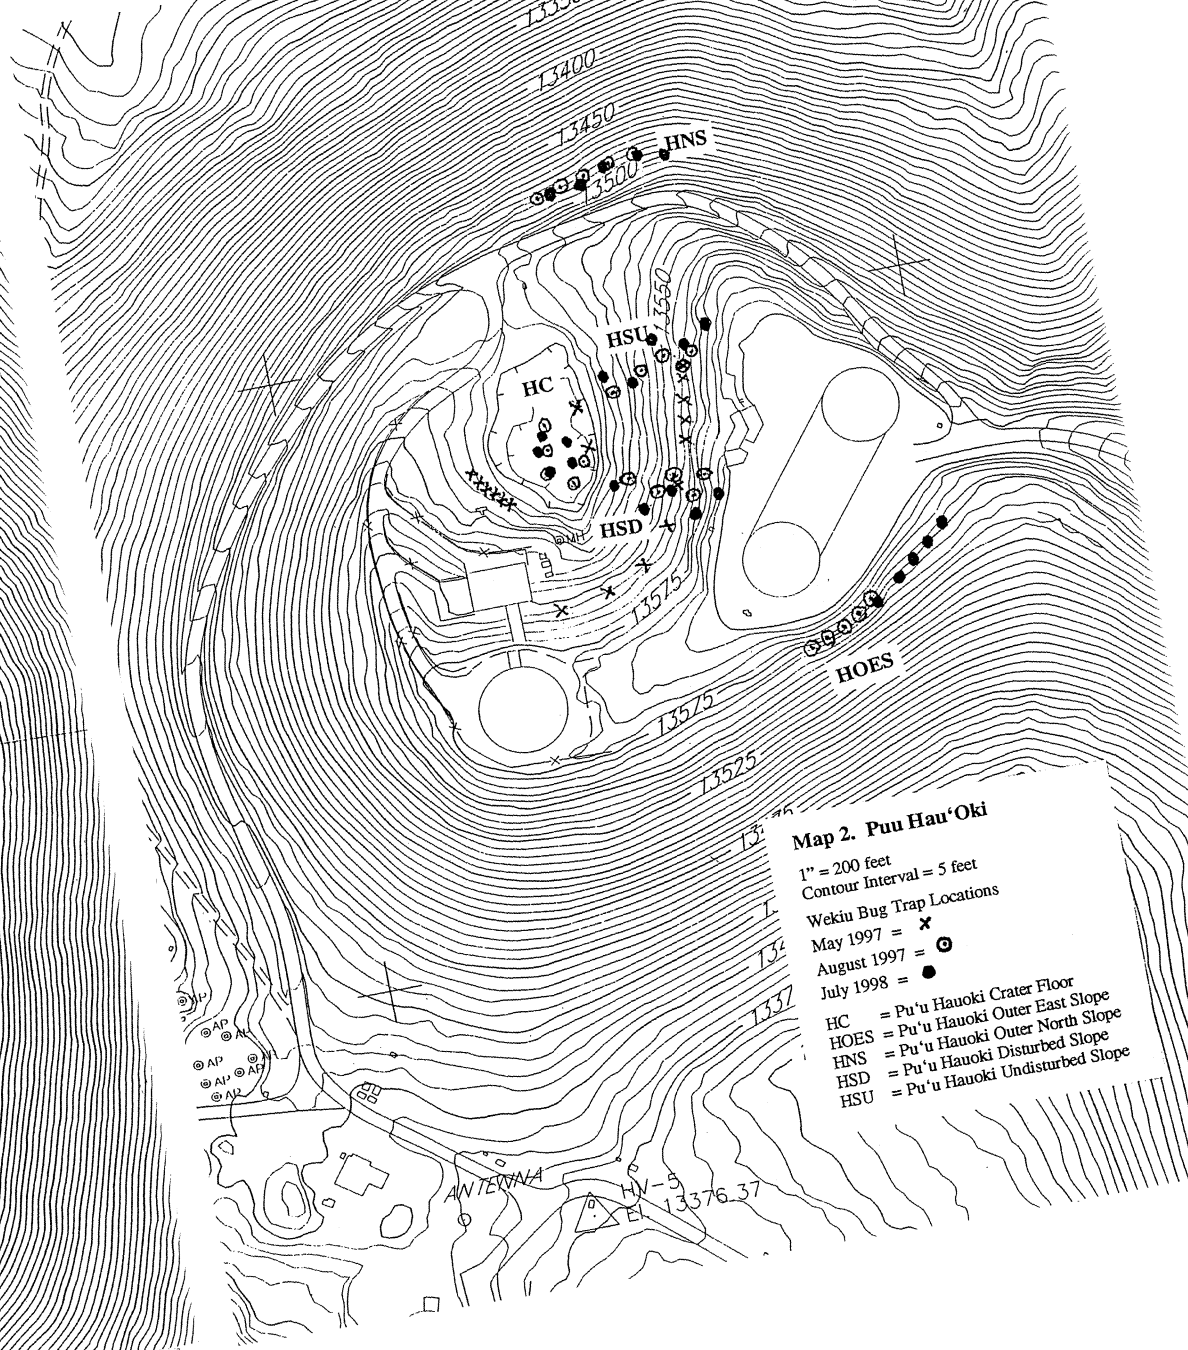 13400
13450
HNS
13500
13550
HSU
HC
HSD
MH
13575
HOES
13575
13525
Map 2. Puu Hau‘Oki
1” = 200 feet
Contour Interval = 5 feet
Wekiu Bug Trap Locations
May 1997 =
August 1997 =
July 1998 =
HC = Pu‘u Hauoki Crater Floor
HOES = Pu‘u Hauoki Outer East Slope
HNS = Pu‘u Hauoki Outer North Slope
HSD = Pu‘u Hauoki Disturbed Slope
HSU = Pu‘u Hauoki Undisturbed Slope
AP
AP
AP
AP
AP
ANTENNA
EL 13376.37